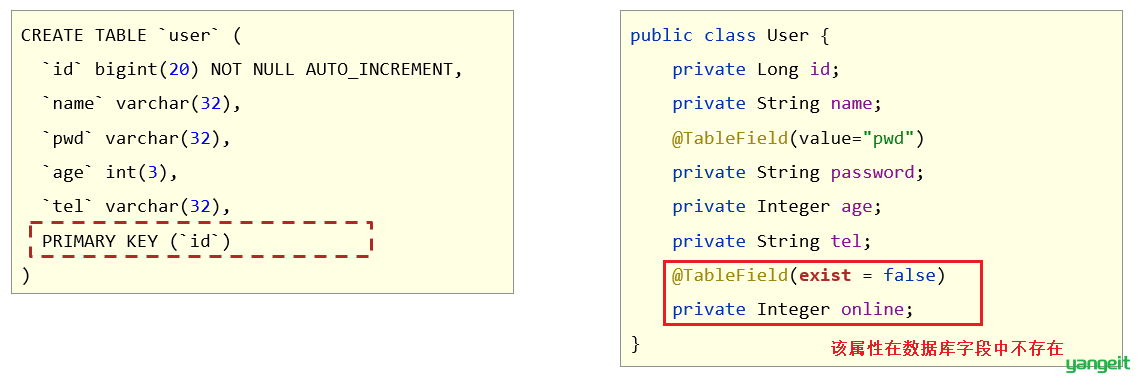 CREATE TABLE `user` (
`id` bigint(20) NOT NULL AUTO_INCREMENT,
`name` varchar(32),
`pwd` varchar(32),
`age` int(3),
`tel` varchar(32),
PRIMARY KEY (`id`)
)
public class User {
private Long id;
private String name;
@TableField(value="pwd")
private String password;
private Integer age;
private String tel;
@TableField(exist = false)
private Integer online;
}
该属性在数据库字段中不存在
yangeit